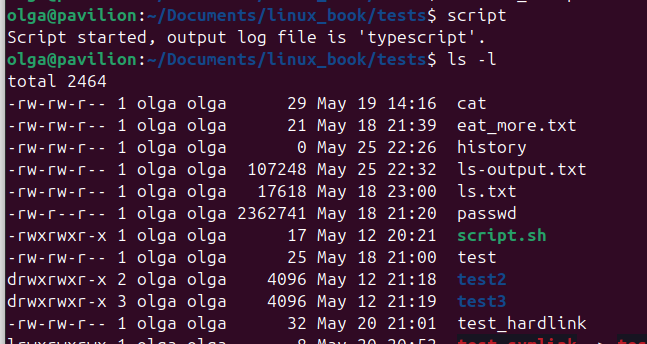 olga@pavilion:~/Documents/linux_book/tests$ script
Script started, output log file is 'typescript'.
olga@pavilion:~/Documents/linux_book/tests$ ls -l
total 2464
-rw-rw-r-- 1 olga olga      29 May 19 14:16  cat
-rw-rw-r-- 1 olga olga      21 May 18 21:39  eat_more.txt
-rw-rw-r-- 1 olga olga       0 May 25 22:26  history
-rw-rw-r-- 1 olga olga  107248 May 25 22:32  ls-output.txt
-rw-rw-r-- 1 olga olga   17618 May 18 23:00  ls.txt
-rw-r--r-- 1 olga olga 2362741 May 18 21:20  passwd
-rwxrwxr-x 1 olga olga      17 May 12 20:21  script.sh
-rw-rw-r-- 1 olga olga      25 May 18 21:00  test
drwxrwxr-x 2 olga olga    4096 May 12 21:18  test2
drwxrwxr-x 3 olga olga    4096 May 12 21:19  test3
-rw-rw-r-- 1 olga olga      32 May 20 21:01  test_hardlink